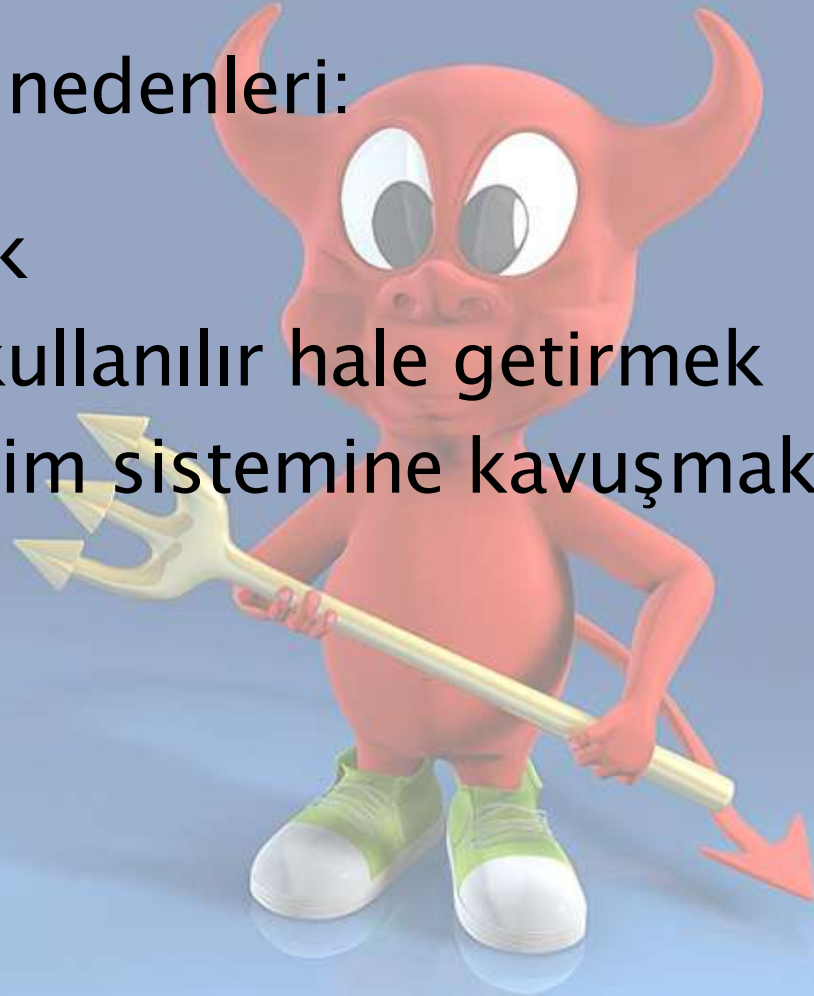 nedenleri:
k
kullanılır hale getirmek
im sistemine kavuşmak